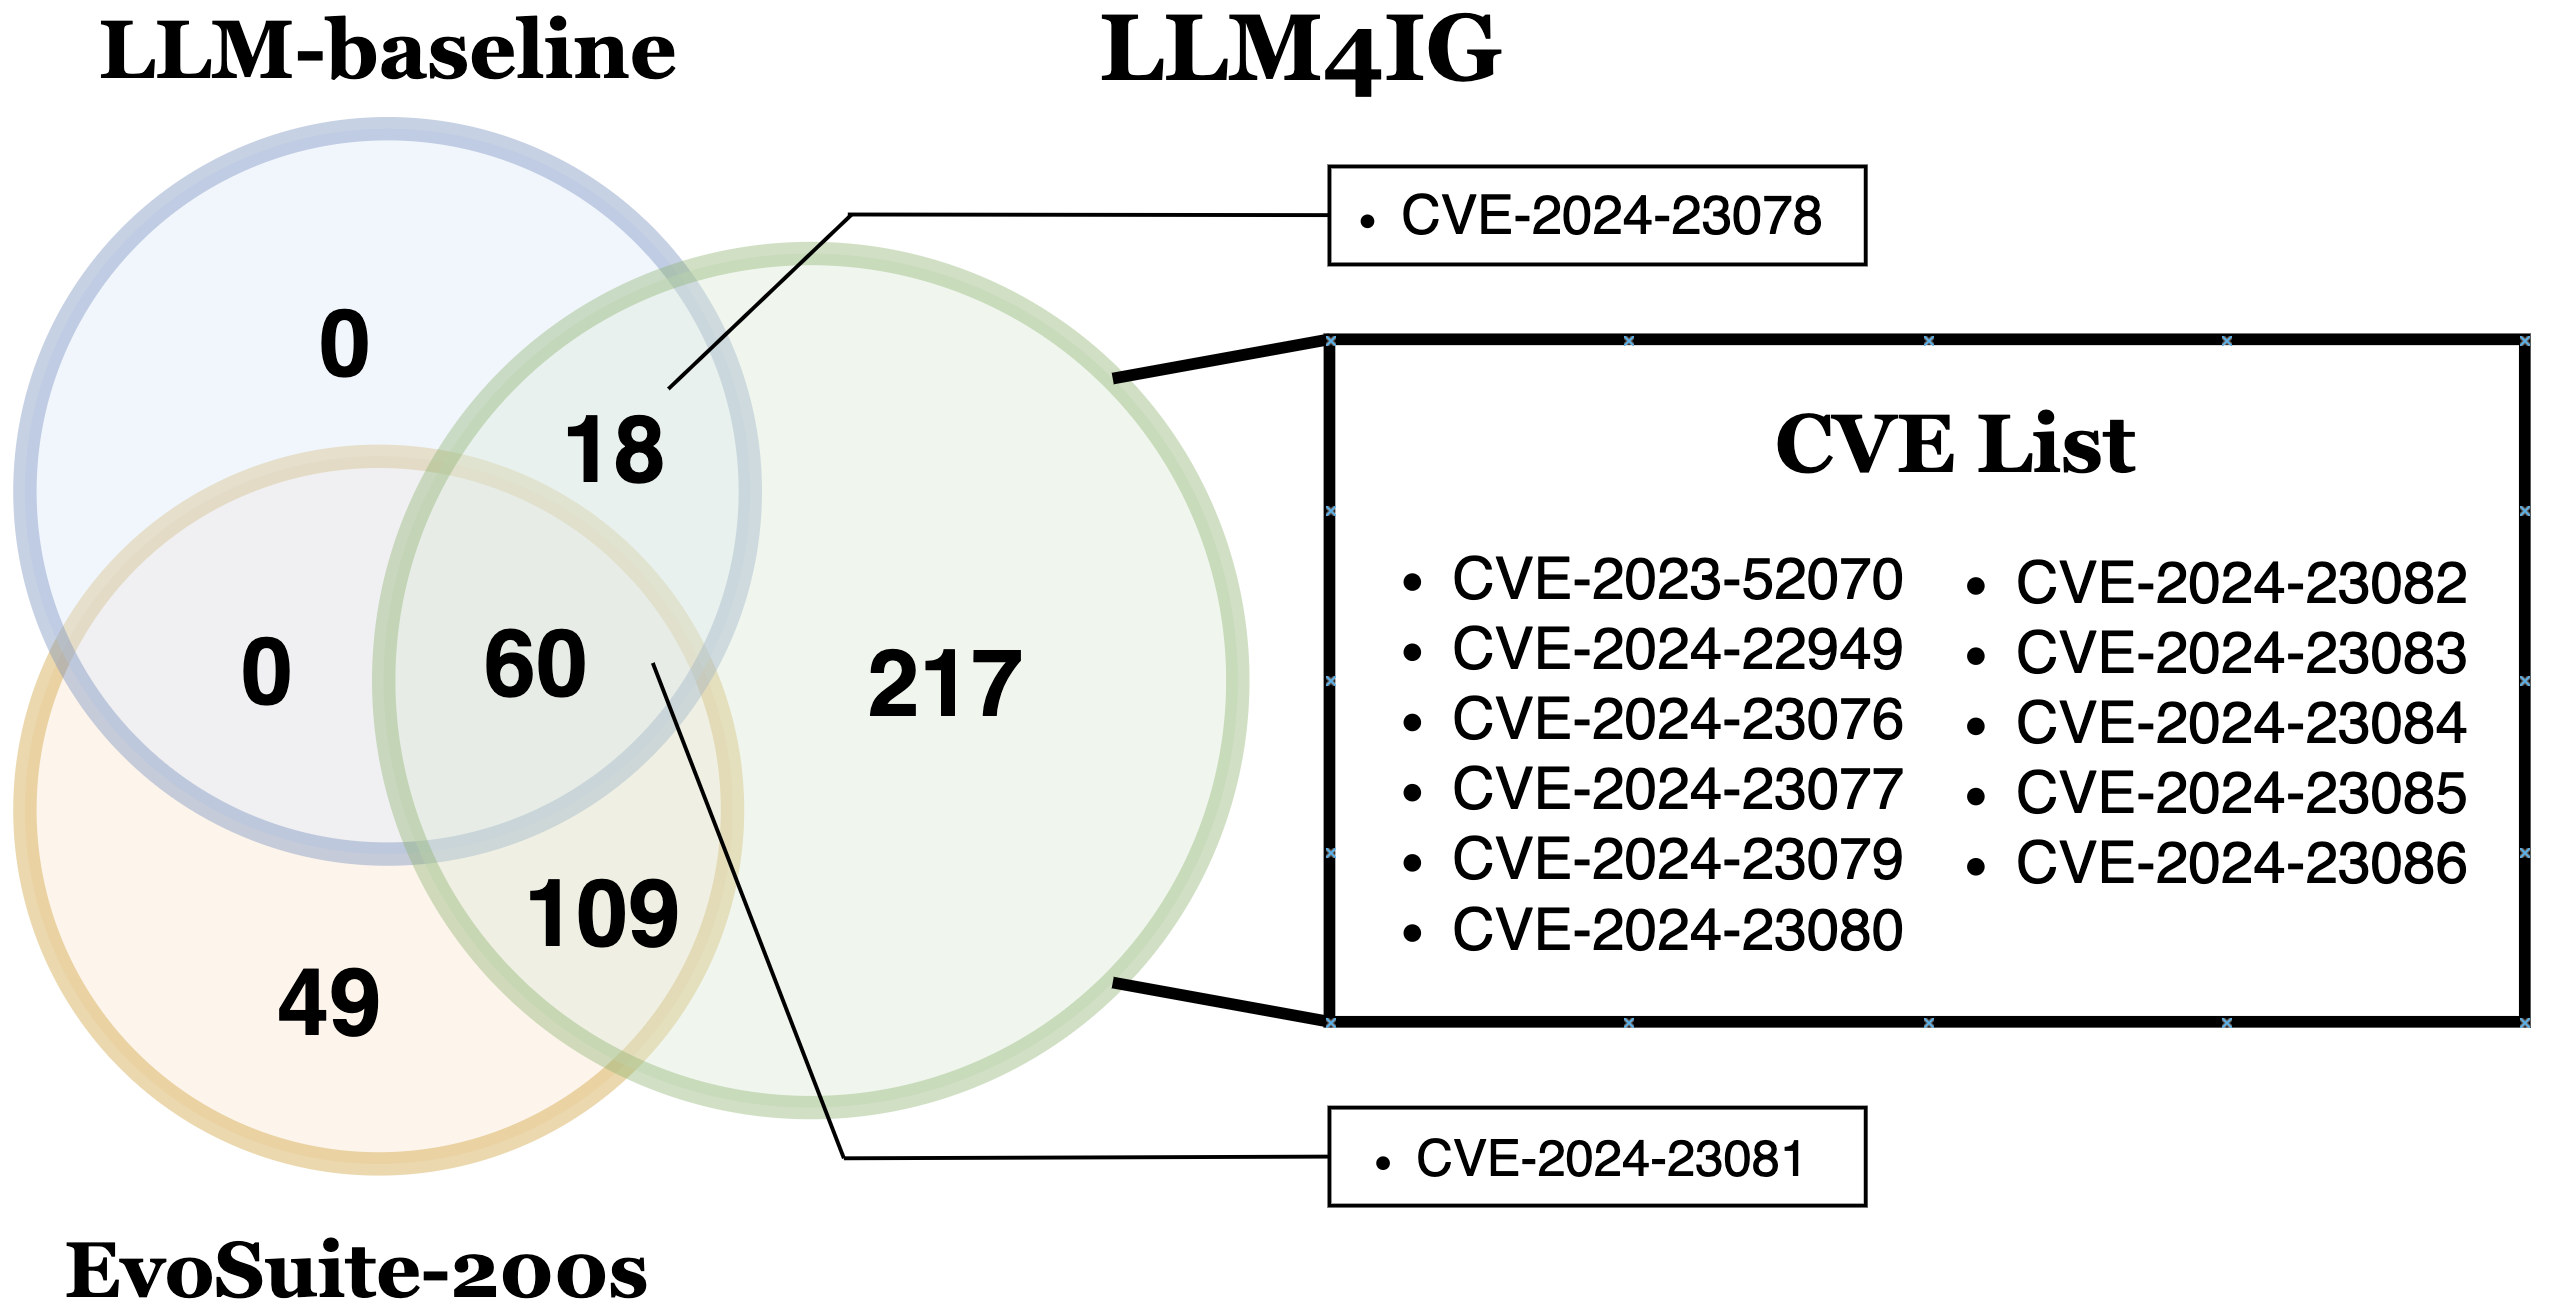 LLM-baseline
LLM4IG
• CVE-2024-23078
0
18
0
60
217
109
49
CVE List
• CVE-2023-52070
• CVE-2024-22949
• CVE-2024-23076
• CVE-2024-23077
• CVE-2024-23079
• CVE-2024-23080
• CVE-2024-23082
• CVE-2024-23083
• CVE-2024-23084
• CVE-2024-23085
• CVE-2024-23086
• CVE-2024-23081
EvoSuite-200s